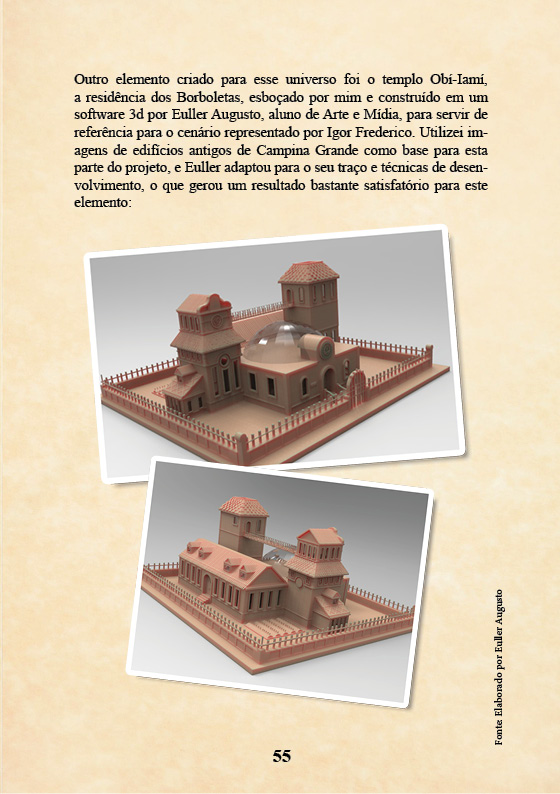 Outro elemento criado para esse universo foi o templo Obí-Iamí,
a residência dos Borboletas, esboçado por mim e construído em um
software 3d por Euller Augusto, aluno de Arte e Mídia, para servir de
referência para o cenário representado por Igor Frederico. Utilizei im-
agens de edifícios antigos de Campina Grande como base para esta
parte do projeto, e Euller adaptou para o seu traço e técnicas de desen-
volvimento, o que gerou um resultado bastante satisfatório para este
elemento:
Fonte: Elaborado por Euller Augusto
55